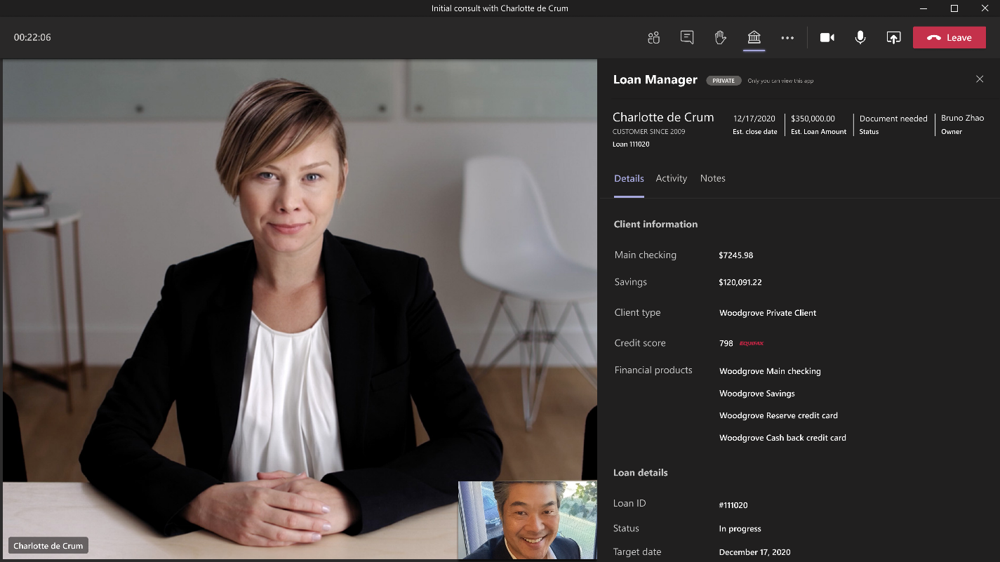 Initial consult with Charlotte de Crum
00:22:06
Leave
Loan Manager PRIVATE Only you can view this app
Charlotte de Crum
CUSTOMER SINCE 2009
Loan 111020
12/17/2020
Est. close date
$350,000.00
Est. Loan Amount
Document needed
Status
Bruno Zhao
Owner
Details Activity Notes
Client information
Main checking $7245.98
Savings $120,091.22
Client type Woodgrove Private Client
Credit score 798 EQUIFAX
Financial products Woodgrove Main checking
Woodgrove Savings
Woodgrove Reserve credit card
Woodgrove Cash back credit card
Loan details
Loan ID #111020
Status In progress
Target date December 17, 2020
Charlotte de Crum